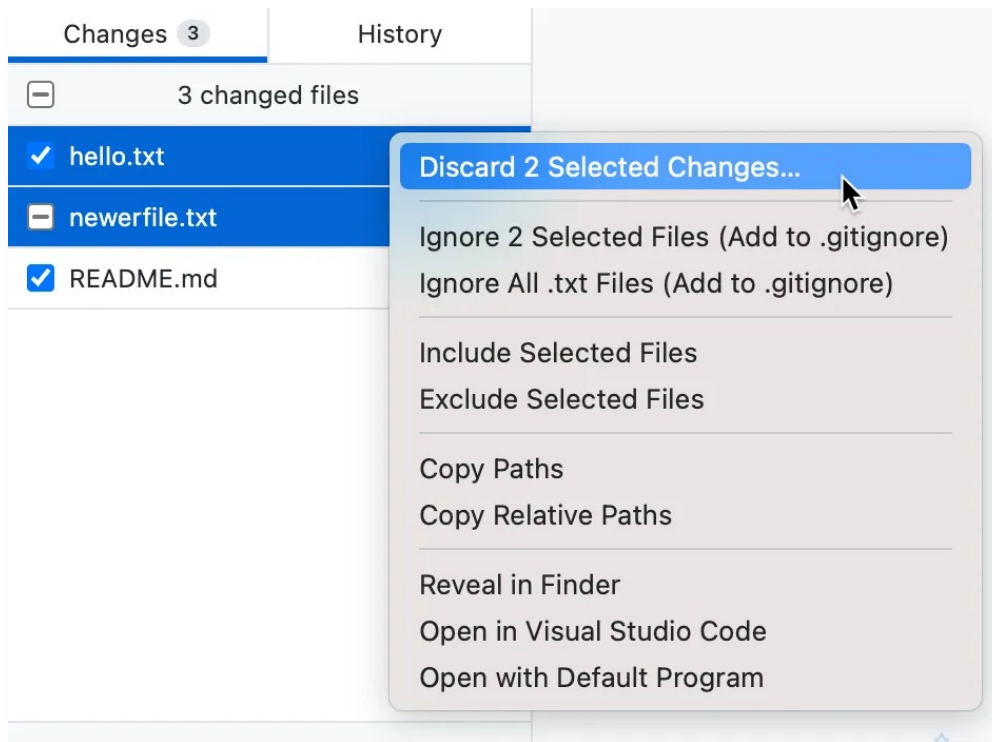 Changes 3 History
3 changed files
hello.txt
newerfile.txt
README.md
Discard 2 Selected Changes...
Ignore 2 Selected Files (Add to .gitignore)
Ignore All .txt Files (Add to .gitignore)
Include Selected Files
Exclude Selected Files
Copy Paths
Copy Relative Paths
Reveal in Finder
Open in Visual Studio Code
Open with Default Program